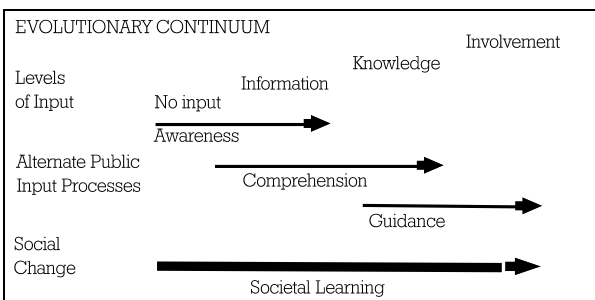 EVOLUTIONARY CONTINUUM
Involvement
Knowledge
Information
Levels
of Input
No input
Awareness
Alternate Public
Input Processes
Comprehension
Guidance
Social
Change
Societal Learning